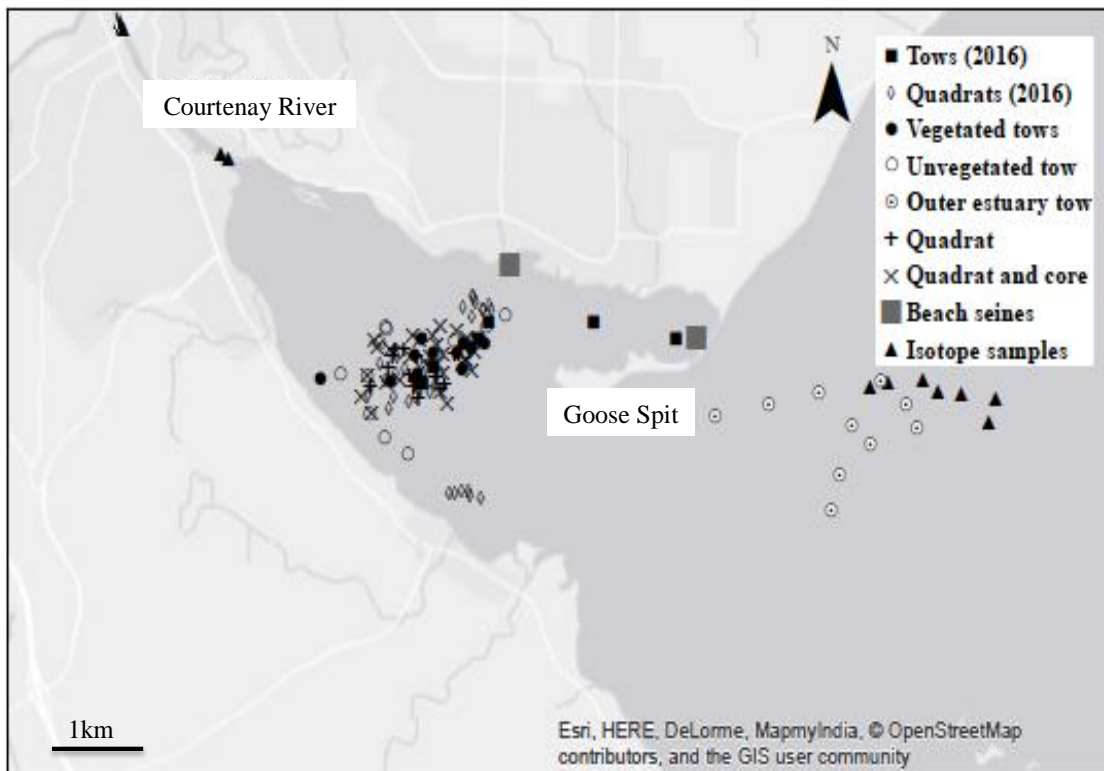 Courtenay River
N
Tows (2016)
Quadrats (2016)
Vegetated tows
Unvegetated tow
Outer estuary tow
Quadrat
Quadrat and core
Beach seines
Isotope samples
Goose Spit
1km
Esri, HERE, DeLorme, MapmyIndia, © OpenStreetMap
contributors, and the GIS user community